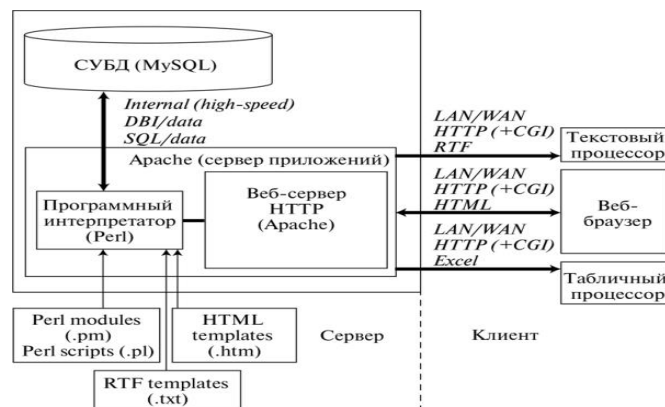 СУБД (MySQL)
Internal (high-speed)
DBI/data
SQL/data
Apache (сервер приложений)
Программный
интерпретатор
(Perl)
Веб-сервер
HTTP
(Apache)
LAN/WAN
HTTP (+CGI)
RTF
LAN/WAN
HTTP (+CGI)
HTML
LAN/WAN
HTTP (+CGI)
Excel
Текстовый
процессор
Веб-
браузер
Табличный
процессор
Perl modules
(.pm)
Perl scripts (.pl)
HTML
templates
(.htm)
RTF templates
(.txt)
Сервер
Клиент